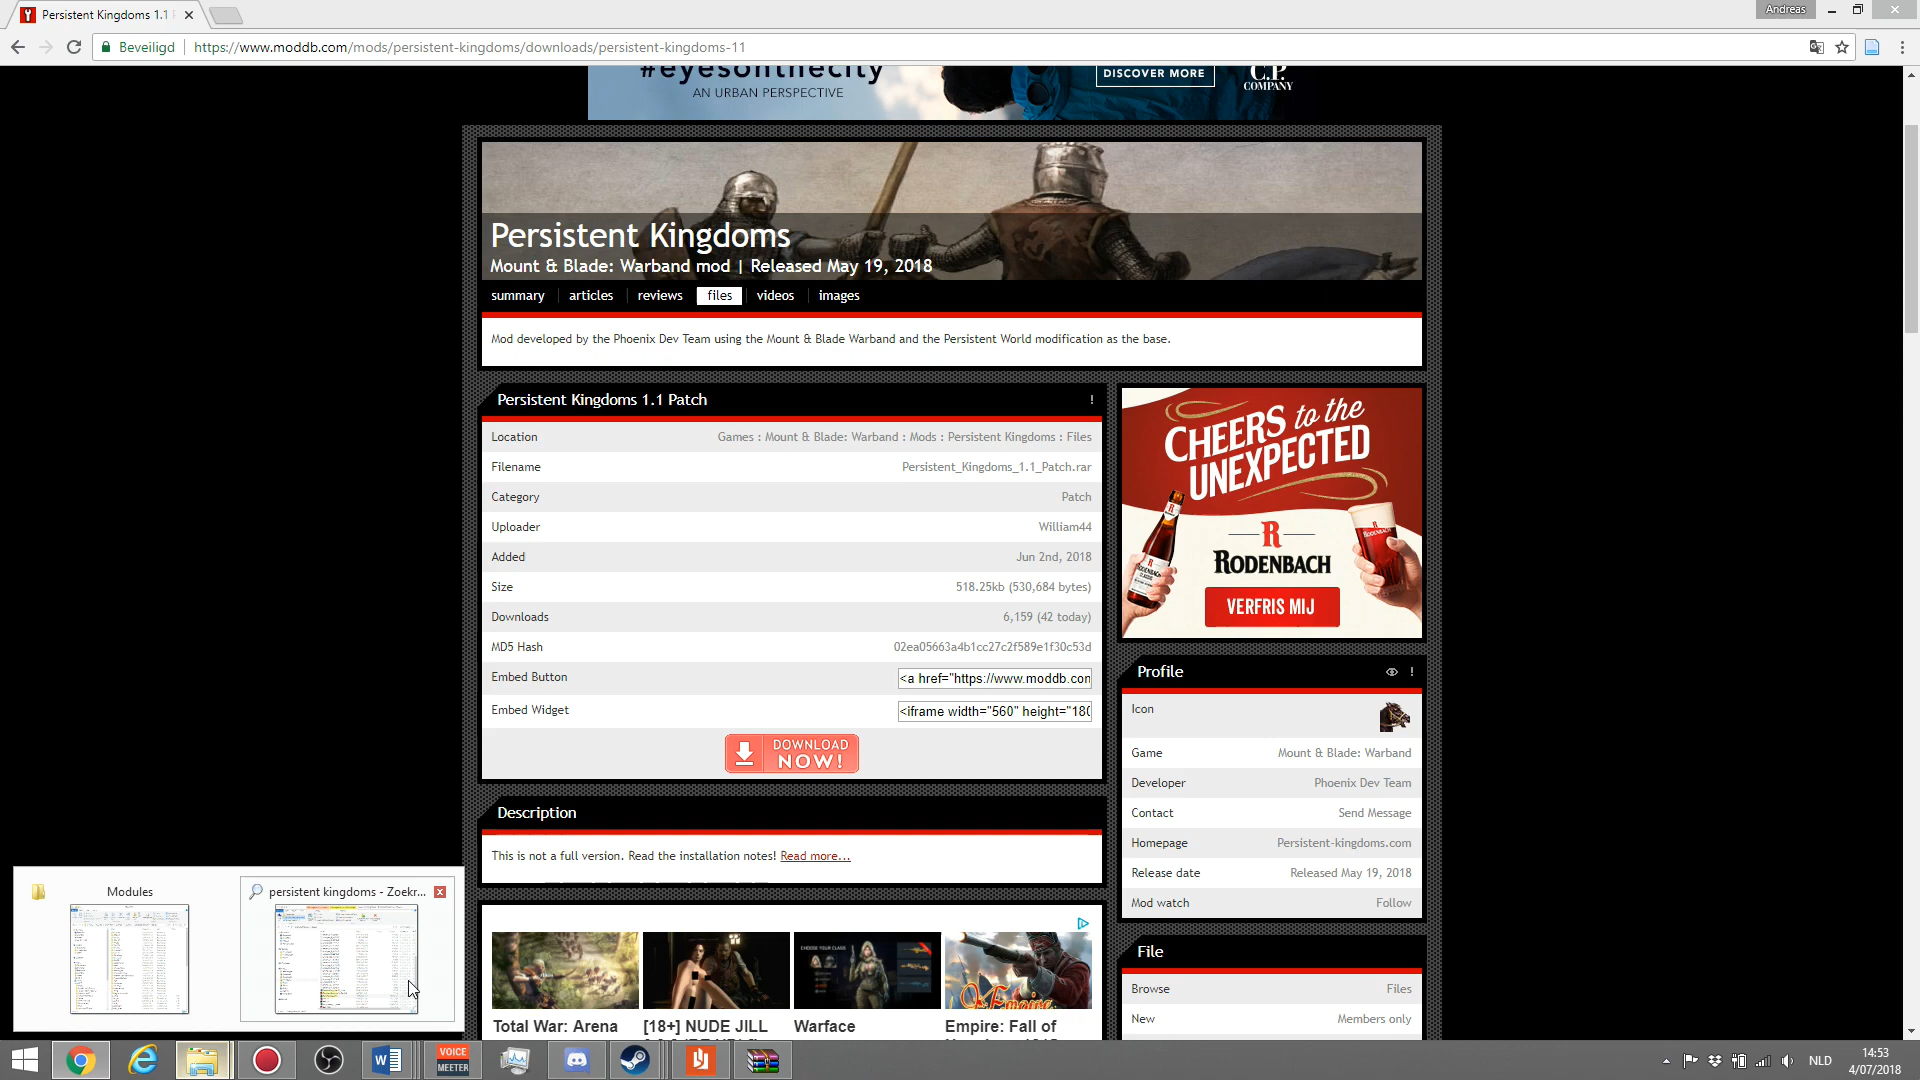 Persistent Kingdoms 1.1
Andreas
Beveiligd
https://www.moddb.com/mods/persistent-kingdoms/downloads/persistent-kingdoms-11
#eyesonthecity
AN URBAN PERSPECTIVE
DISCOVER MORE
C.P.
COMPANY
Persistent Kingdoms
Mount & Blade: Warband mod | Released May 19, 2018
summary
articles
reviews
files
videos
images
Mod developed by the Phoenix Dev Team using the Mount & Blade Warband and the Persistent World modification as the base.
Persistent Kingdoms 1.1 Patch
!
Location
Games : Mount & Blade: Warband : Mods : Persistent Kingdoms : Files
Filename
Persistent_Kingdoms_1.1_Patch.rar
Category
Patch
Uploader
William44
Added
Jun 2nd, 2018
Size
518.25kb (530,684 bytes)
Downloads
6,159 (42 today)
MD5 Hash
02ea05663a4b1cc27c2f589e1f30c53d
Embed Button
<a href="https://www.moddb.con
Embed Widget
<iframe width="560" height="180
DOWNLOAD
NOW!
Description
This is not a full version. Read the installation notes! Read more...
Total War: Arena
[18+] NUDE JILL
CHOOSE YOUR CLASS
Warface
Empire: Fall of
CHEERS to the
UNEXPECTED
R
RODENBACH
VERFRIS MIJ
Profile
!
Icon
Game
Mount & Blade: Warband
Developer
Phoenix Dev Team
Contact
Send Message
Homepage
Persistent-kingdoms.com
Release date
Released May 19, 2018
Mod watch
Follow
File
Browse
Files
New
Members only
Modules
persistent kingdoms - Zoekr...
VOICE
MEETER
NLD
14:53
4/07/2018